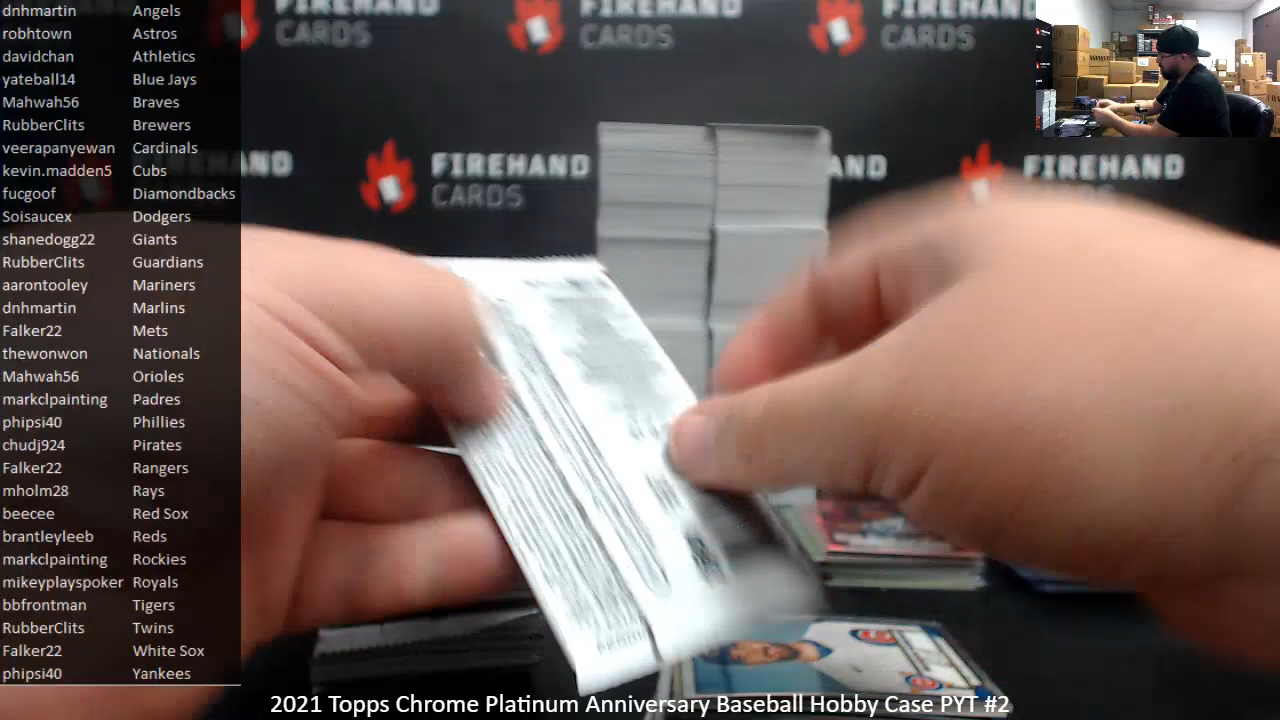 dnhmartin Angels
robhtown Astros
davidchan Athletics
yateball14 Blue Jays
Mahwah56 Braves
RubberClits Brewers
veerapanyewan Cardinals
kevin.madden5 Cubs
fucgoof Diamondbacks
Soisaucex Dodgers
shanedogg22 Giants
RubberClits Guardians
aarontooley Mariners
dnhmartin Marlins
Falker22 Mets
thewonwon Nationals
Mahwah56 Orioles
markclpainting Padres
phipsi40 Phillies
chudj924 Pirates
Falker22 Rangers
mholm28 Rays
beecee Red Sox
brantleyleeb Reds
markclpainting Rockies
mikeyplayspoker Royals
bbfrontman Tigers
RubberClits Twins
Falker22 White Sox
phipsi40 Yankees
FIREHAND FIREHAND FIREHAND
CARDS CARDS CARDS
FIREHAND FIREHAND
CARDS CARDS
2021 Topps Chrome Platinum Anniversary Baseball Hobby Case PYT #2